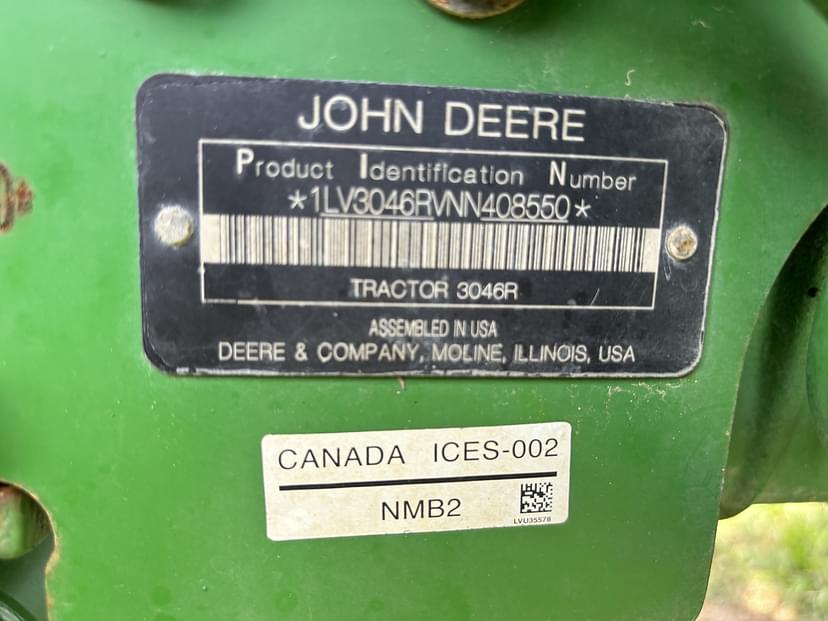 JOHN DEERE
Product Identification Number
*1LV3046RVNN408550*
TRACTOR 3046R
ASSEMBLED IN USA
DEERE & COMPANY, MOLINE, ILLINOIS, USA
CANADA ICES-002
NMB2
LVU35578